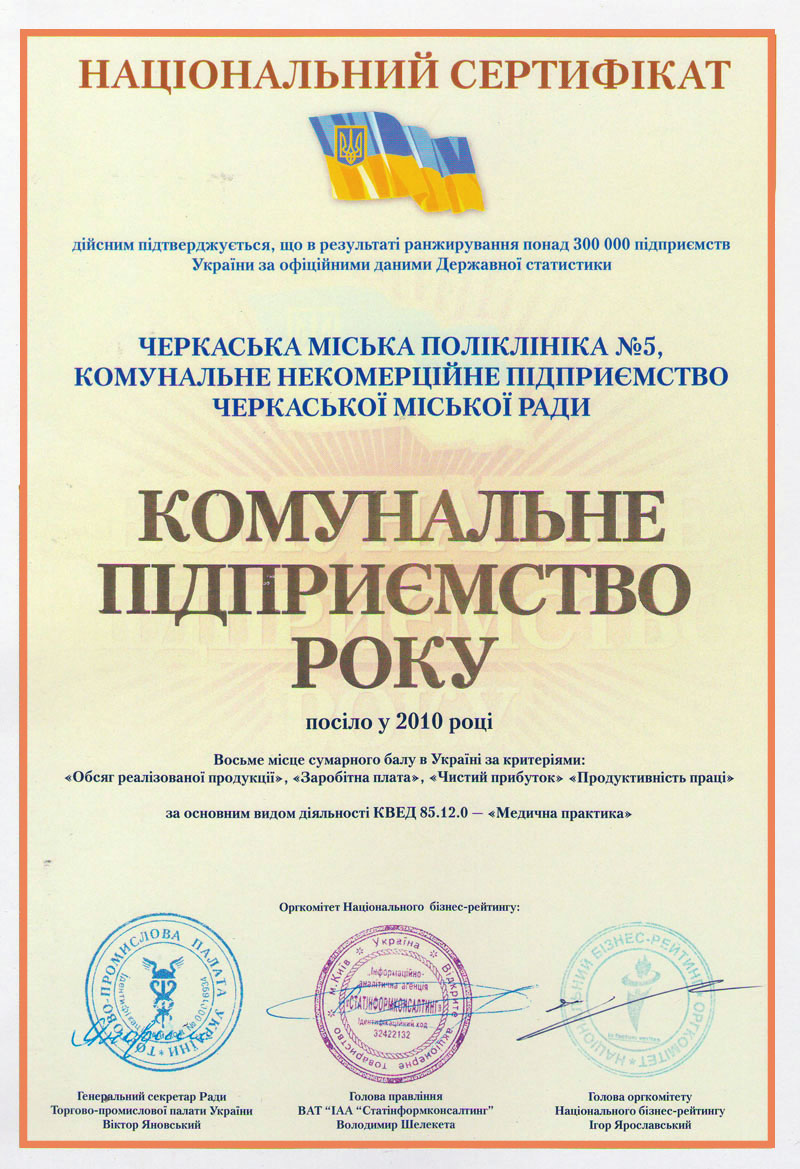 НАЦІОНАЛЬНИЙ СЕРТИФІКАТ
дійсним підтверджується, що в результаті ранжирування понад 300 000 підприємств
України за офіційними даними Державної статистики
ЧЕРКАСЬКА МІСЬКА ПОЛІКЛІНІКА №5,
КОМУНАЛЬНЕ НЕКОМЕРЦІЙНЕ ПІДПРИЄМСТВО
ЧЕРКАСЬКОЇ МІСЬКОЇ РАДИ
КОМУНАЛЬНЕ
ПІДПРИЄМСТВО
РОКУ
посіло у 2010 році
Восьме місце сумарного балу в Україні за критеріями:
«Обсяг реалізованої продукції», «Заробітна плата», «Чистий прибуток» «Продуктивність праці»
за основним видом діяльності КВЕД 85.12.0 — «Медична практика»
Оргкомітет Національного бізнес-рейтингу:
ТОРГОВО-ПРОМИСЛОВА ПАЛАТА УКРАЇНИ
м.Київ * Україна * Відкрите акціонерне товариство
Інформаційно-
аналітична агенція
«СТАТІНФОРМКОНСАЛТИНГ»
Ідентифікаційний код
32422132
НАЦІОНАЛЬНИЙ БІЗНЕС-РЕЙТИНГ * ОРГКОМІТЕТ
Генеральний секретар Ради
Торгово-промислової палати України
Віктор Яновський
Голова правління
ВАТ "ІАА "Статінформконсалтинг"
Володимир Шелекета
Голова оргкомітету
Національного бізнес-рейтингу
Ігор Ярославський